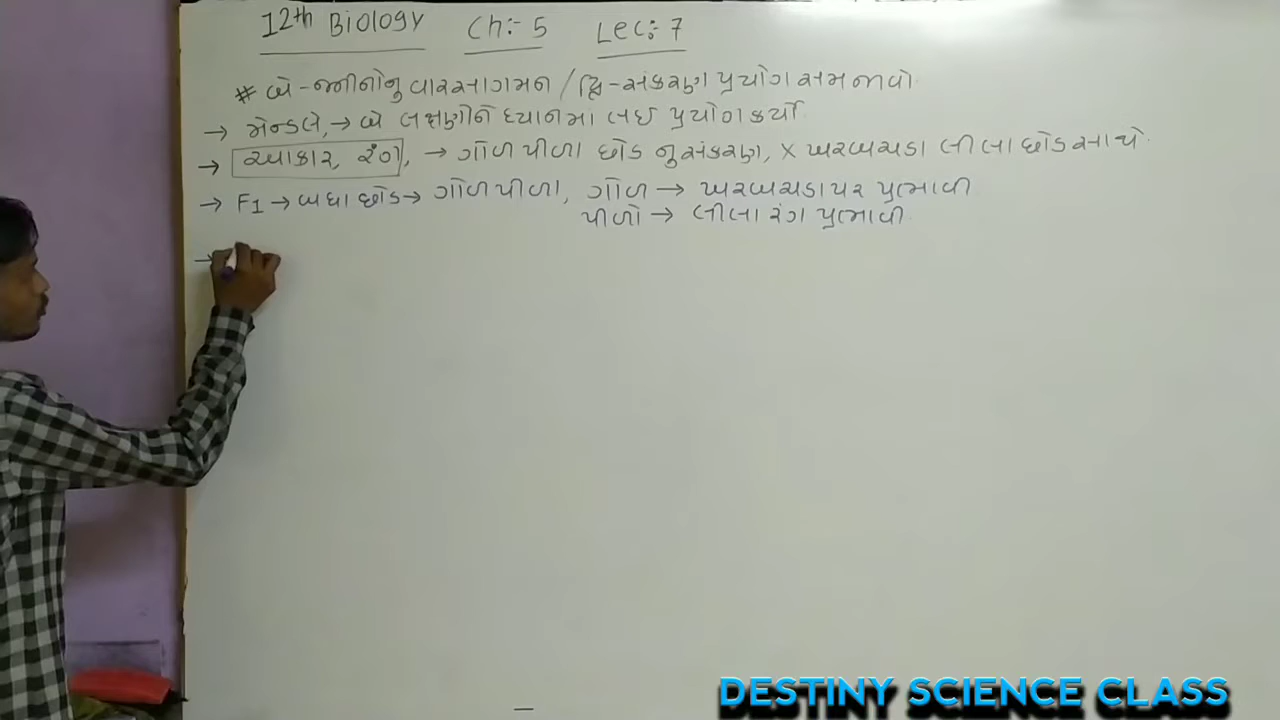 12th Biology Ch:- 5 Lec:- 7
# બે-જનીનોનુ વારસાગમન / દ્વિ-સંકરણ પ્રયોગ સમજાવો.
→ મેન્ડલે, → બે લક્ષણોને ધ્યાનમા લઇ પ્રયોગ કર્યો.
→ આકાર, રંગ, → ગોળ પીળા છોડ નુ સંકરણ, X ખરબચડા લીલા છોડ સાથે.
→ F1 → બધા છોડ → ગોળ પીળા, ગોળ → ખરબચડા પર પ્રભાવી
પીળો → લીલા રંગ પ્રભાવી.
→
DESTINY SCIENCE CLASS